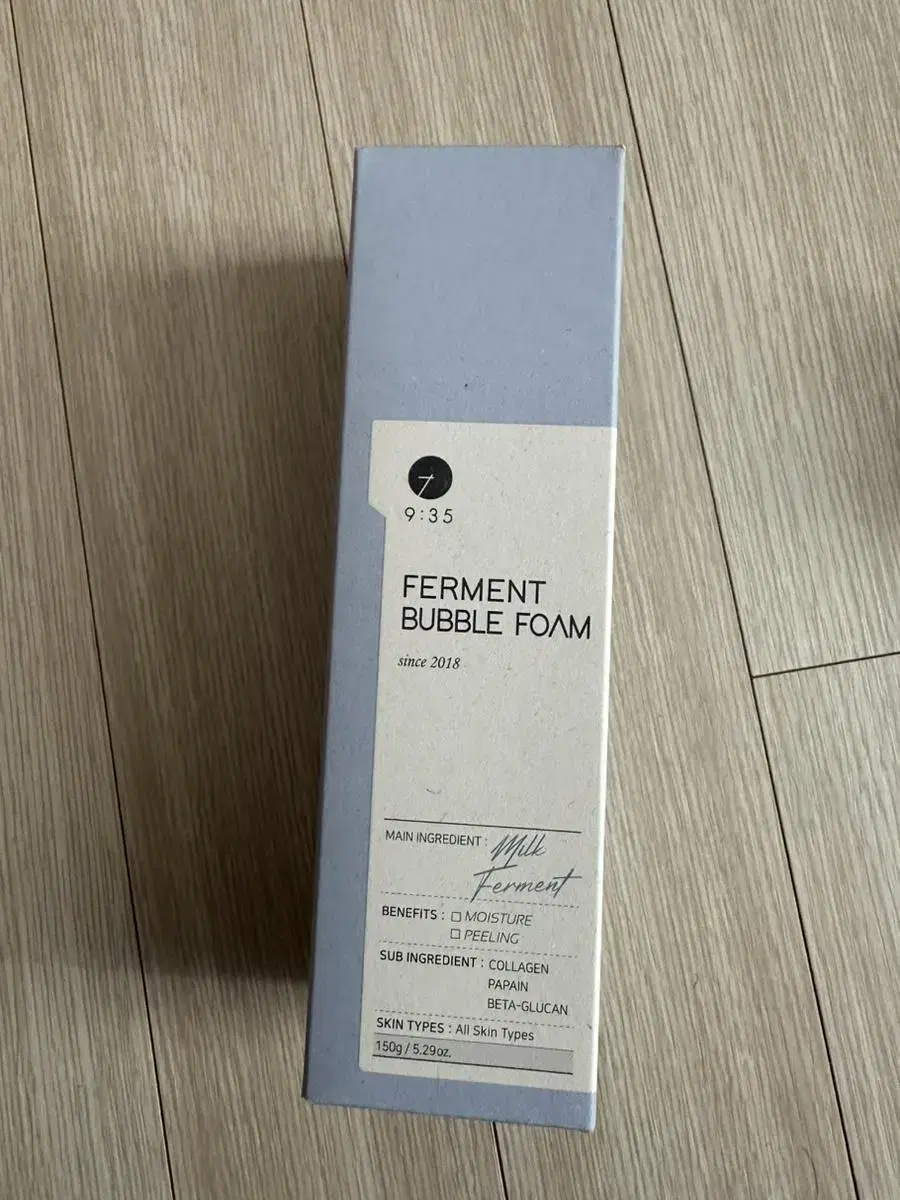 9:35
FERMENT
BUBBLE FOAM
since 2018
MAIN INGREDIENT : Milk
Ferment
BENEFITS : □ MOISTURE
□ PEELING
SUB INGREDIENT : COLLAGEN
PAPAIN
BETA-GLUCAN
SKIN TYPES : All Skin Types
150g / 5.29oz.